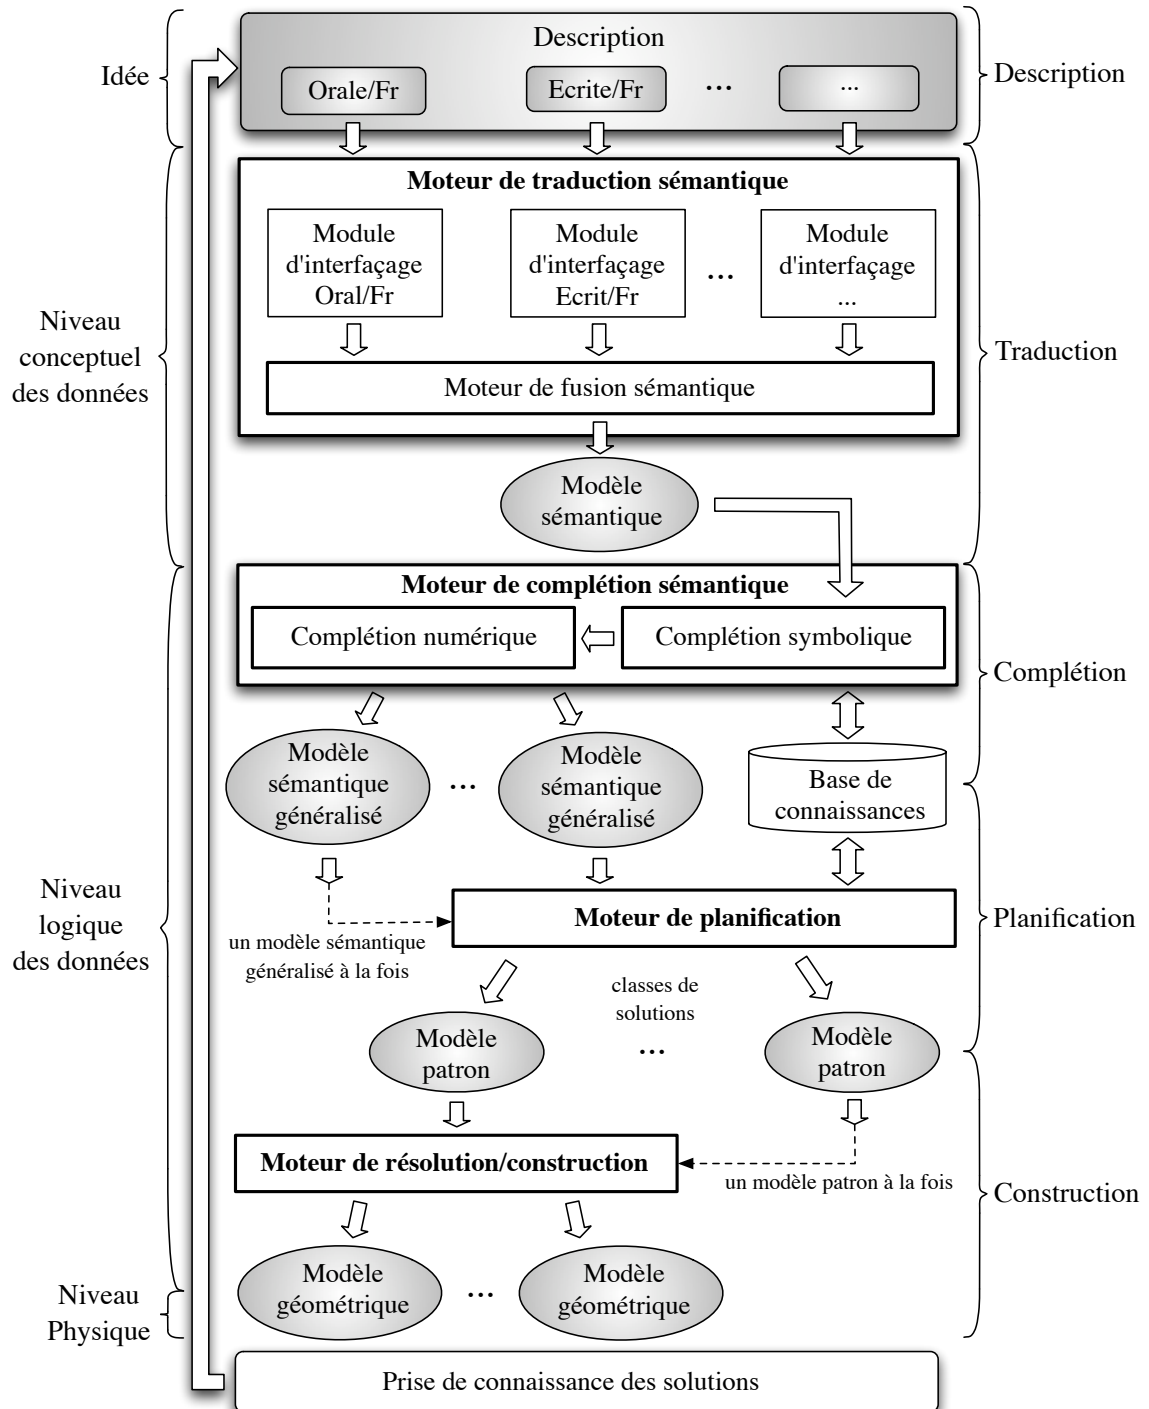 Description
Idée
Description
Orale/Fr
Ecrite/Fr
...
...
Moteur de traduction sémantique
Module
d'interfaçage
Oral/Fr
Module
d'interfaçage
Ecrit/Fr
...
Module
d'interfaçage
...
Niveau
conceptuel
des données
Traduction
Moteur de fusion sémantique
Modèle
sémantique
Moteur de complétion sémantique
Complétion numérique
Complétion symbolique
Complétion
Modèle
sémantique
généralisé
...
Modèle
sémantique
généralisé
Base de
connaissances
Niveau
logique
des données
Moteur de planification
Planification
un modèle sémantique
généralisé à la fois
classes de
solutions
Modèle
patron
...
Modèle
patron
Moteur de résolution/construction
un modèle patron à la fois
Construction
Modèle
géométrique
...
Modèle
géométrique
Niveau
Physique
Prise de connaissance des solutions